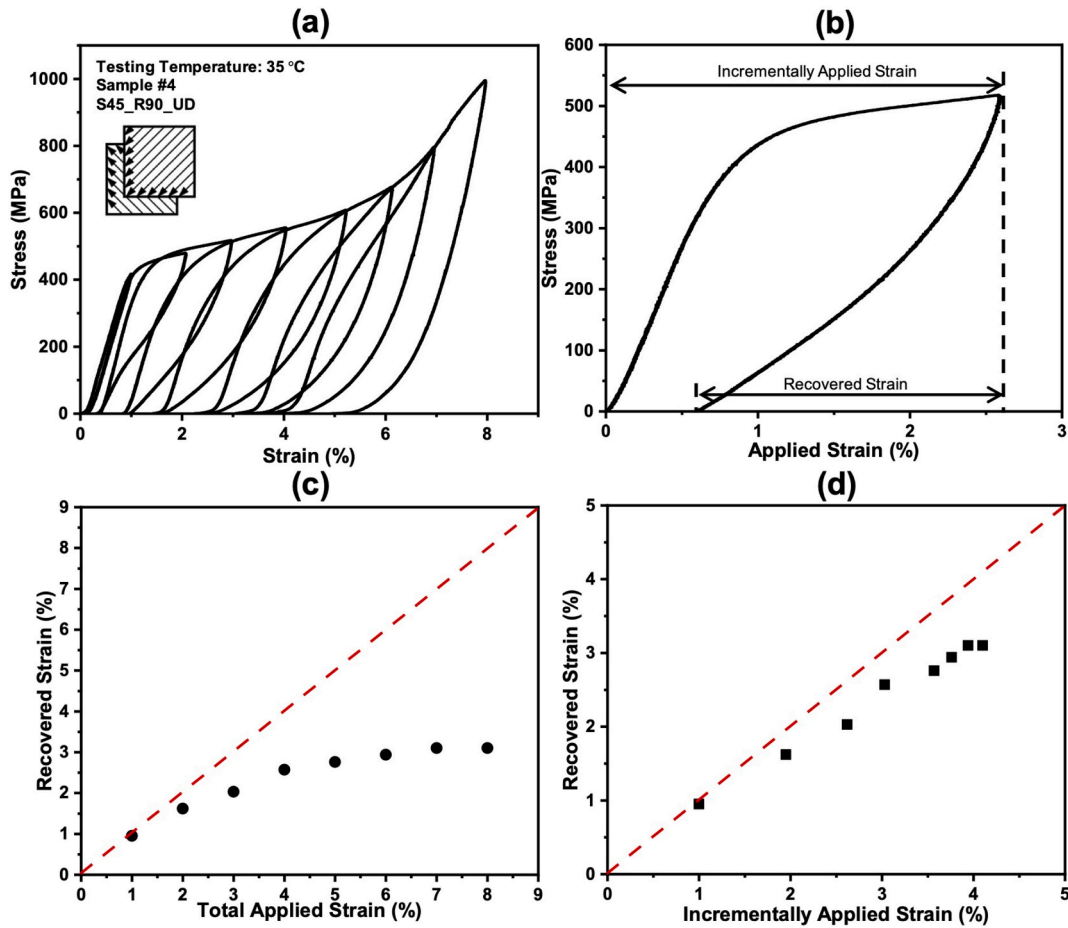 (a)
Testing Temperature: 35 °C
Sample #4
S45_R90_UD
Stress (MPa)
1000
800
600
400
200
0
0 2 4 6 8
Strain (%)
(b)
Incrementally Applied Strain
Recovered Strain
Stress (MPa)
600
500
400
300
200
100
0
0 1 2 3
Applied Strain (%)
(c)
Recovered Strain (%)
9
8
7
6
5
4
3
2
1
0
0 1 2 3 4 5 6 7 8 9
Total Applied Strain (%)
(d)
Recovered Strain (%)
5
4
3
2
1
0
0 1 2 3 4 5
Incrementally Applied Strain (%)